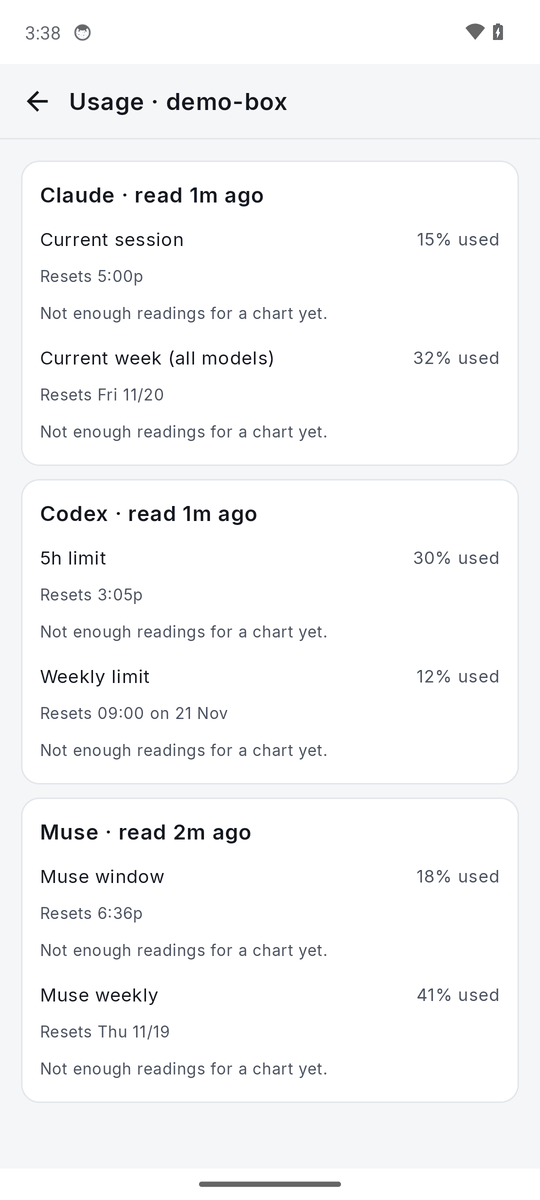 3:38
Usage · demo-box
Claude · read 1m ago
Current session 15% used
Resets 5:00p
Not enough readings for a chart yet.
Current week (all models) 32% used
Resets Fri 11/20
Not enough readings for a chart yet.
Codex · read 1m ago
5h limit 30% used
Resets 3:05p
Not enough readings for a chart yet.
Weekly limit 12% used
Resets 09:00 on 21 Nov
Not enough readings for a chart yet.
Muse · read 2m ago
Muse window 18% used
Resets 6:36p
Not enough readings for a chart yet.
Muse weekly 41% used
Resets Thu 11/19
Not enough readings for a chart yet.